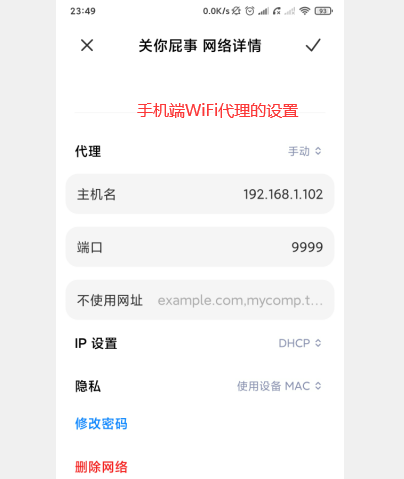 23:49 0.0K/s 93
关你屁事 网络详情
手机端WiFi代理的设置
代理 手动
主机名 192.168.1.102
端口 9999
不使用网址 example.com,mycomp.t...
IP 设置 DHCP
隐私 使用设备 MAC
修改密码
删除网络